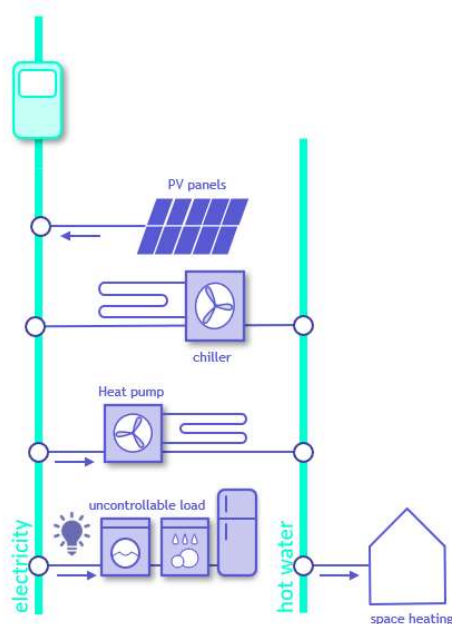 PV panels
chiller
Heat pump
uncontrollable load
electricity
hot water
space heating